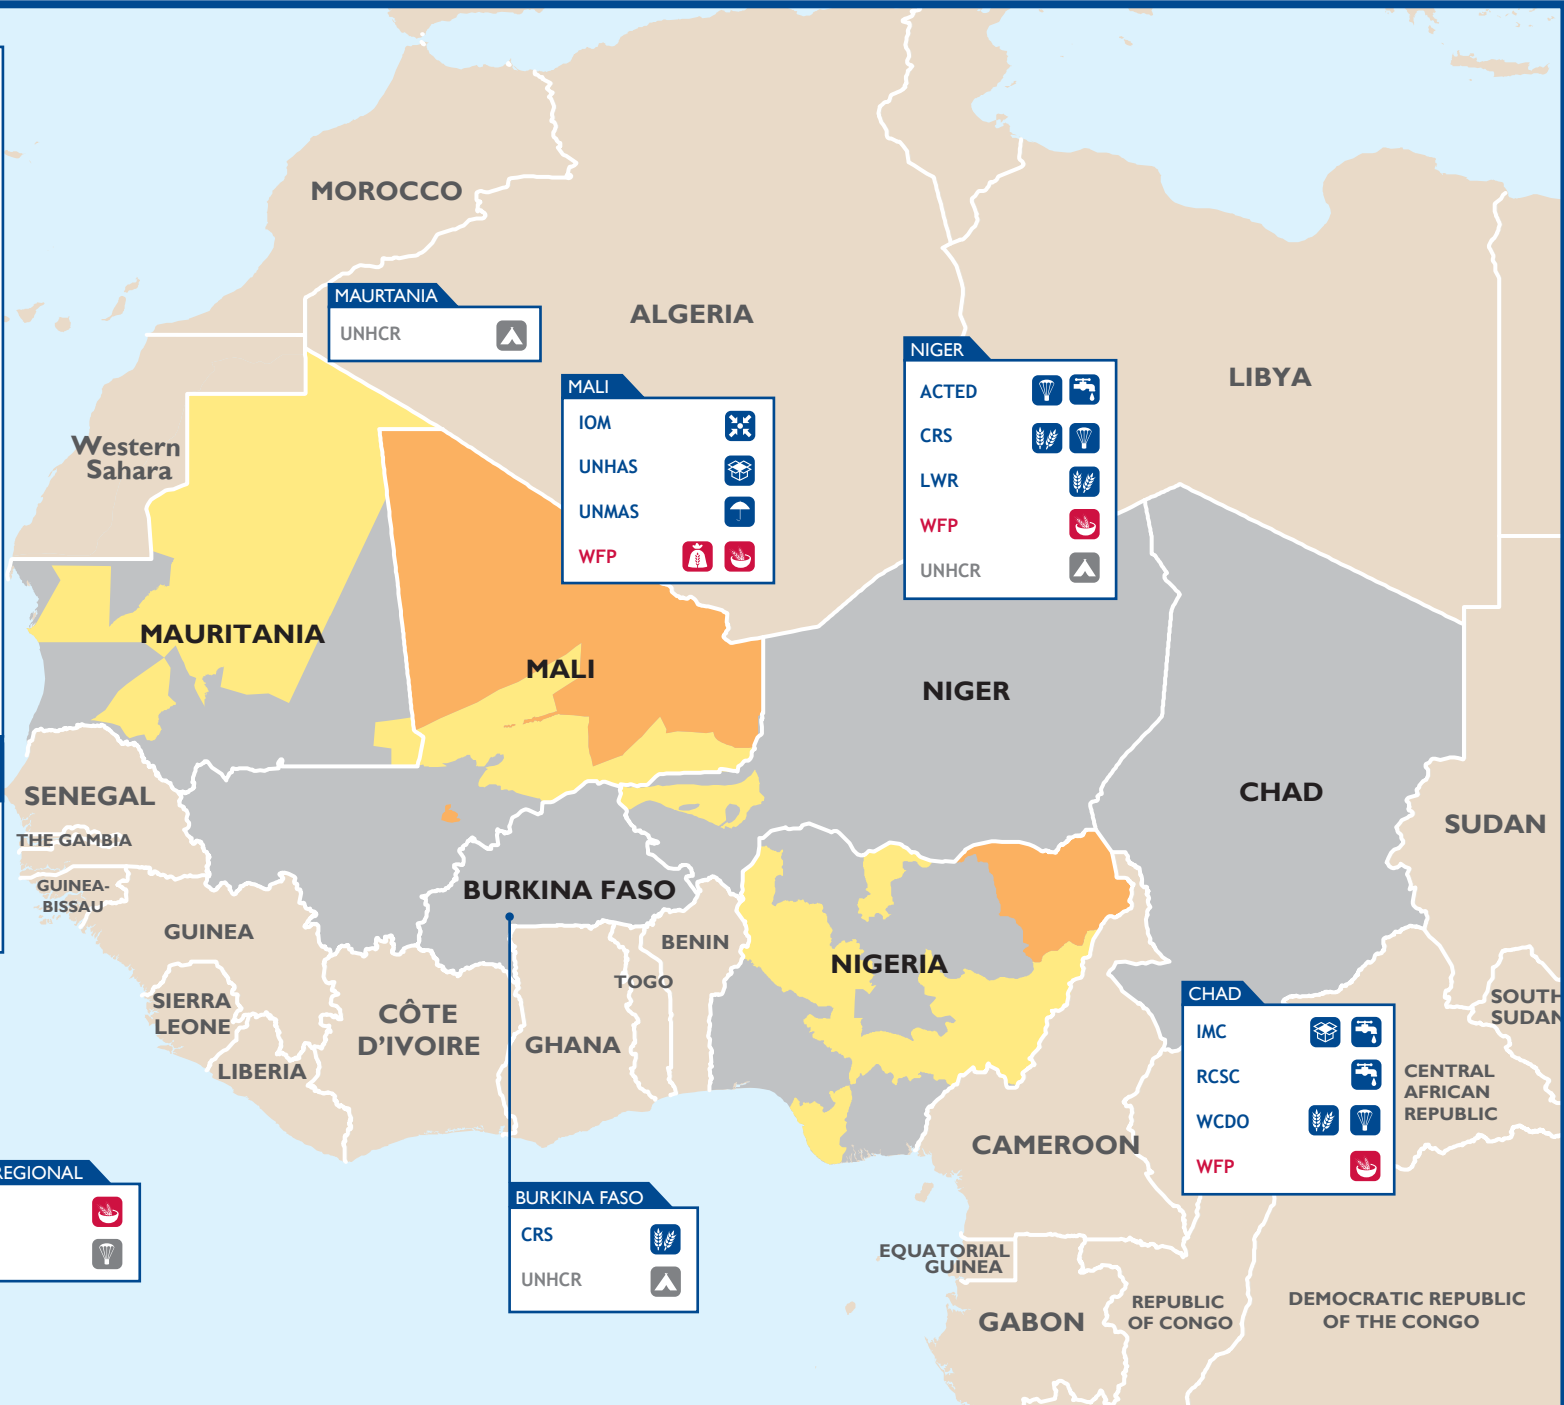 MOROCCO
ALGERIA
LIBYA
Western
Sahara
MAURTANIA
UNHCR
MALI
IOM
UNHAS
UNMAS
WFP
NIGER
ACTED
CRS
LWR
WFP
UNHCR
MAURITANIA
MALI
NIGER
CHAD
SUDAN
SENEGAL
THE GAMBIA
GUINEA-
BISSAU
GUINEA
SIERRA
LEONE
LIBERIA
CÔTE
D'IVOIRE
BURKINA FASO
GHANA
TOGO
BENIN
NIGERIA
CAMEROON
SOUTH
SUDAN
CENTRAL
AFRICAN
REPUBLIC
CHAD
IMC
RCSC
WCDO
WFP
REGIONAL
BURKINA FASO
CRS
UNHCR
EQUATORIAL
GUINEA
GABON
REPUBLIC
OF CONGO
DEMOCRATIC REPUBLIC
OF THE CONGO